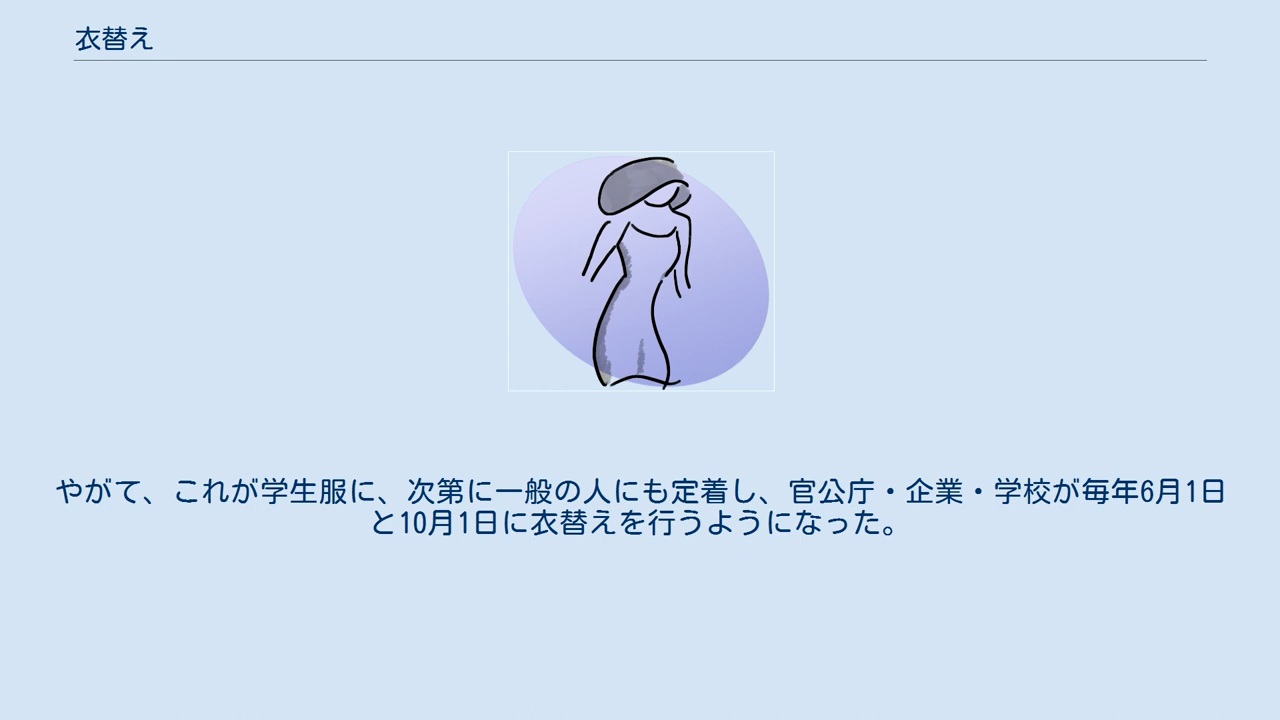 衣替え
やがて、これが学生服に、次第に一般の人にも定着し、官公庁・企業・学校が毎年6月1日
と10月1日に衣替えを行うようになった。